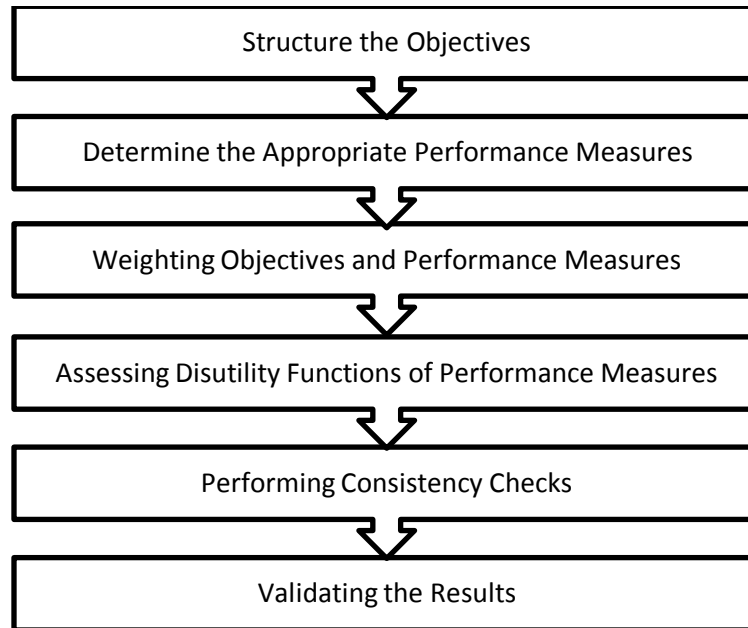 Structure the Objectives
Determine the Appropriate Performance Measures
Weighting Objectives and Performance Measures
Assessing Disutility Functions of Performance Measures
Performing Consistency Checks
Validating the Results